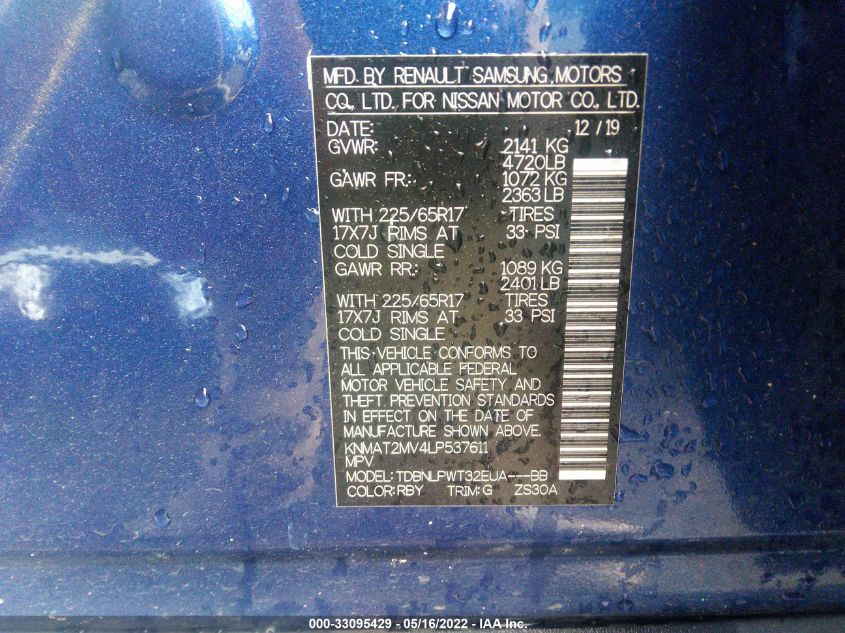 MFD. BY RENAULT SAMSUNG MOTORS
CO., LTD. FOR NISSAN MOTOR CO., LTD.
DATE: 12 / 19
GVWR: 2141 KG
4720LB
GAWR FR: 1072 KG
2363 LB
WITH 225/65R17 TIRES
17X7J RIMS AT 33 PSI
COLD SINGLE
GAWR RR: 1089 KG
2401 LB
WITH 225/65R17 TIRES
17X7J RIMS AT 33 PSI
COLD SINGLE
THIS VEHICLE CONFORMS TO
ALL APPLICABLE FEDERAL
MOTOR VEHICLE SAFETY AND
THEFT PREVENTION STANDARDS
IN EFFECT ON THE DATE OF
MANUFACTURE SHOWN ABOVE.
KNMAT2MV4LP537611
MPV
MODEL: TDBNLPWT32EUA---BB
COLOR:RBY TRIM:G ZS30A
000-33095429 - 05/16/2022 - IAA Inc.